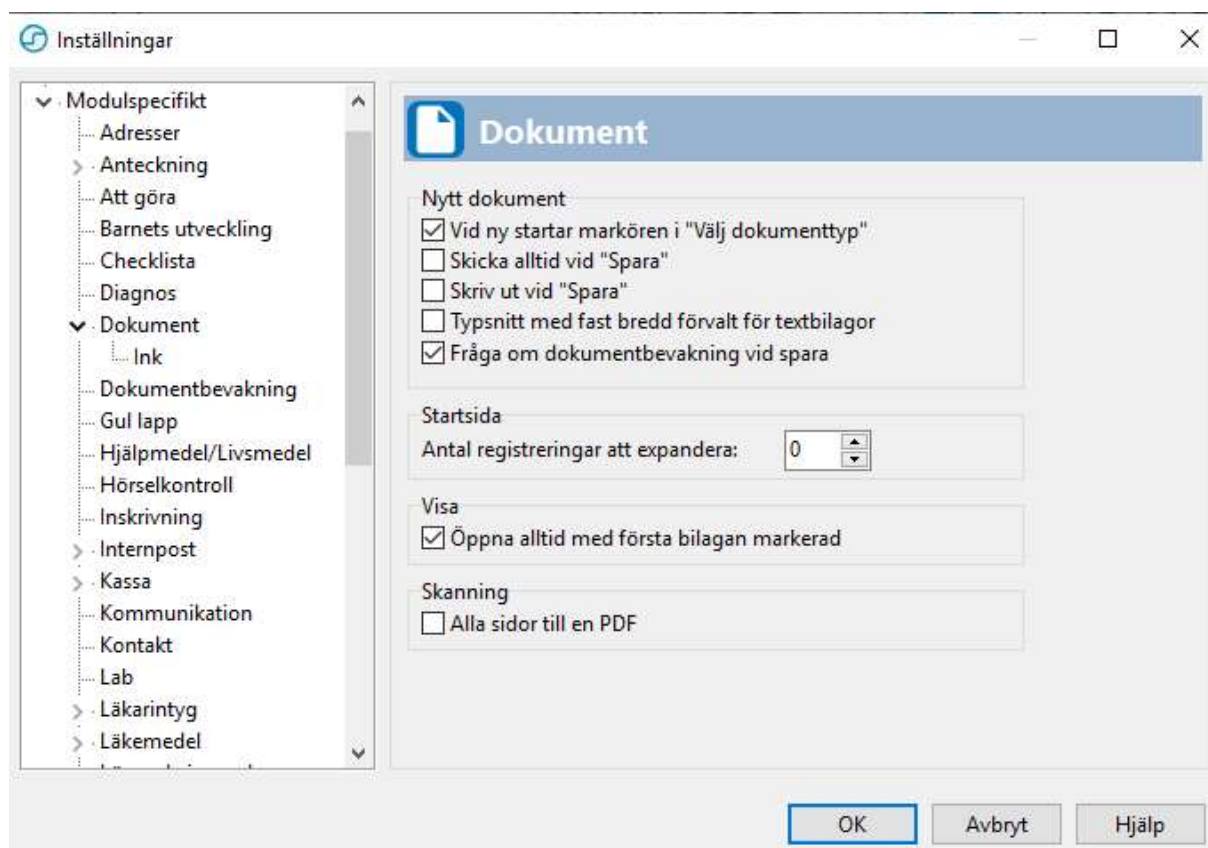 Inställningar
Modulspecifikt
Adresser
Anteckning
Att göra
Barnets utveckling
Checklista
Diagnos
Dokument
Ink
Dokumentbevakning
Gul lapp
Hjälpmedel/Livsmedel
Hörselkontroll
Inskrivning
Internpost
Kassa
Kommunikation
Kontakt
Lab
Läkarintyg
Läkemedel
Dokument
Nytt dokument
Vid ny startar markören i "Välj dokumenttyp"
Skicka alltid vid "Spara"
Skriv ut vid "Spara"
Typsnitt med fast bredd förvalt för textbilagor
Fråga om dokumentbevakning vid spara
Startsida
Antal registreringar att expandera: 0
Visa
Öppna alltid med första bilagan markerad
Skanning
Alla sidor till en PDF
OK Avbryt Hjälp